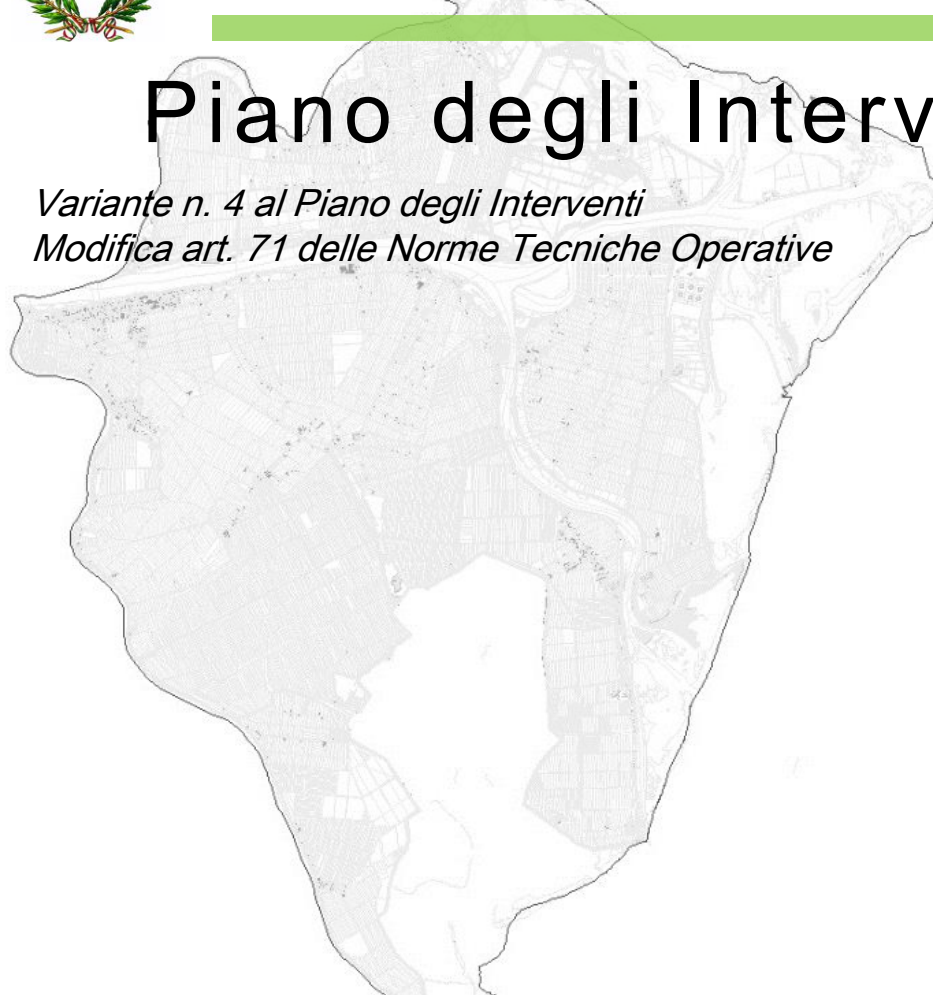 Piano degli Interv
Variante n. 4 al Piano degli Interventi
Modifica art. 71 delle Norme Tecniche Operative